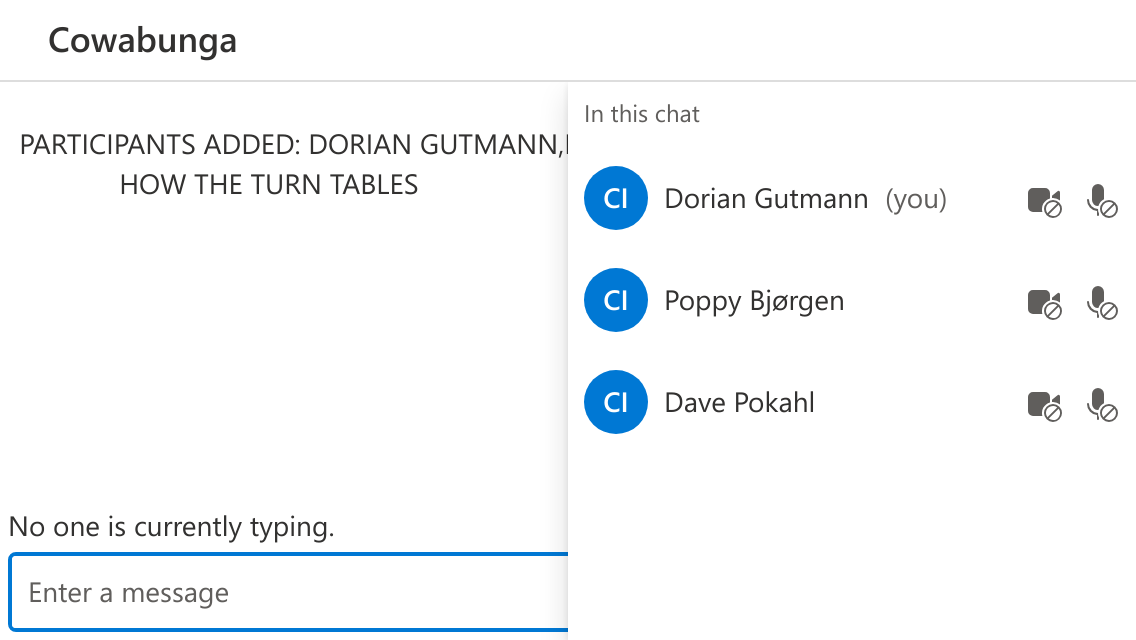 Cowabunga
PARTICIPANTS ADDED: DORIAN GUTMANN,
HOW THE TURN TABLES
In this chat
CI Dorian Gutmann (you)
CI Poppy Bjørgen
CI Dave Pokahl
No one is currently typing.
Enter a message